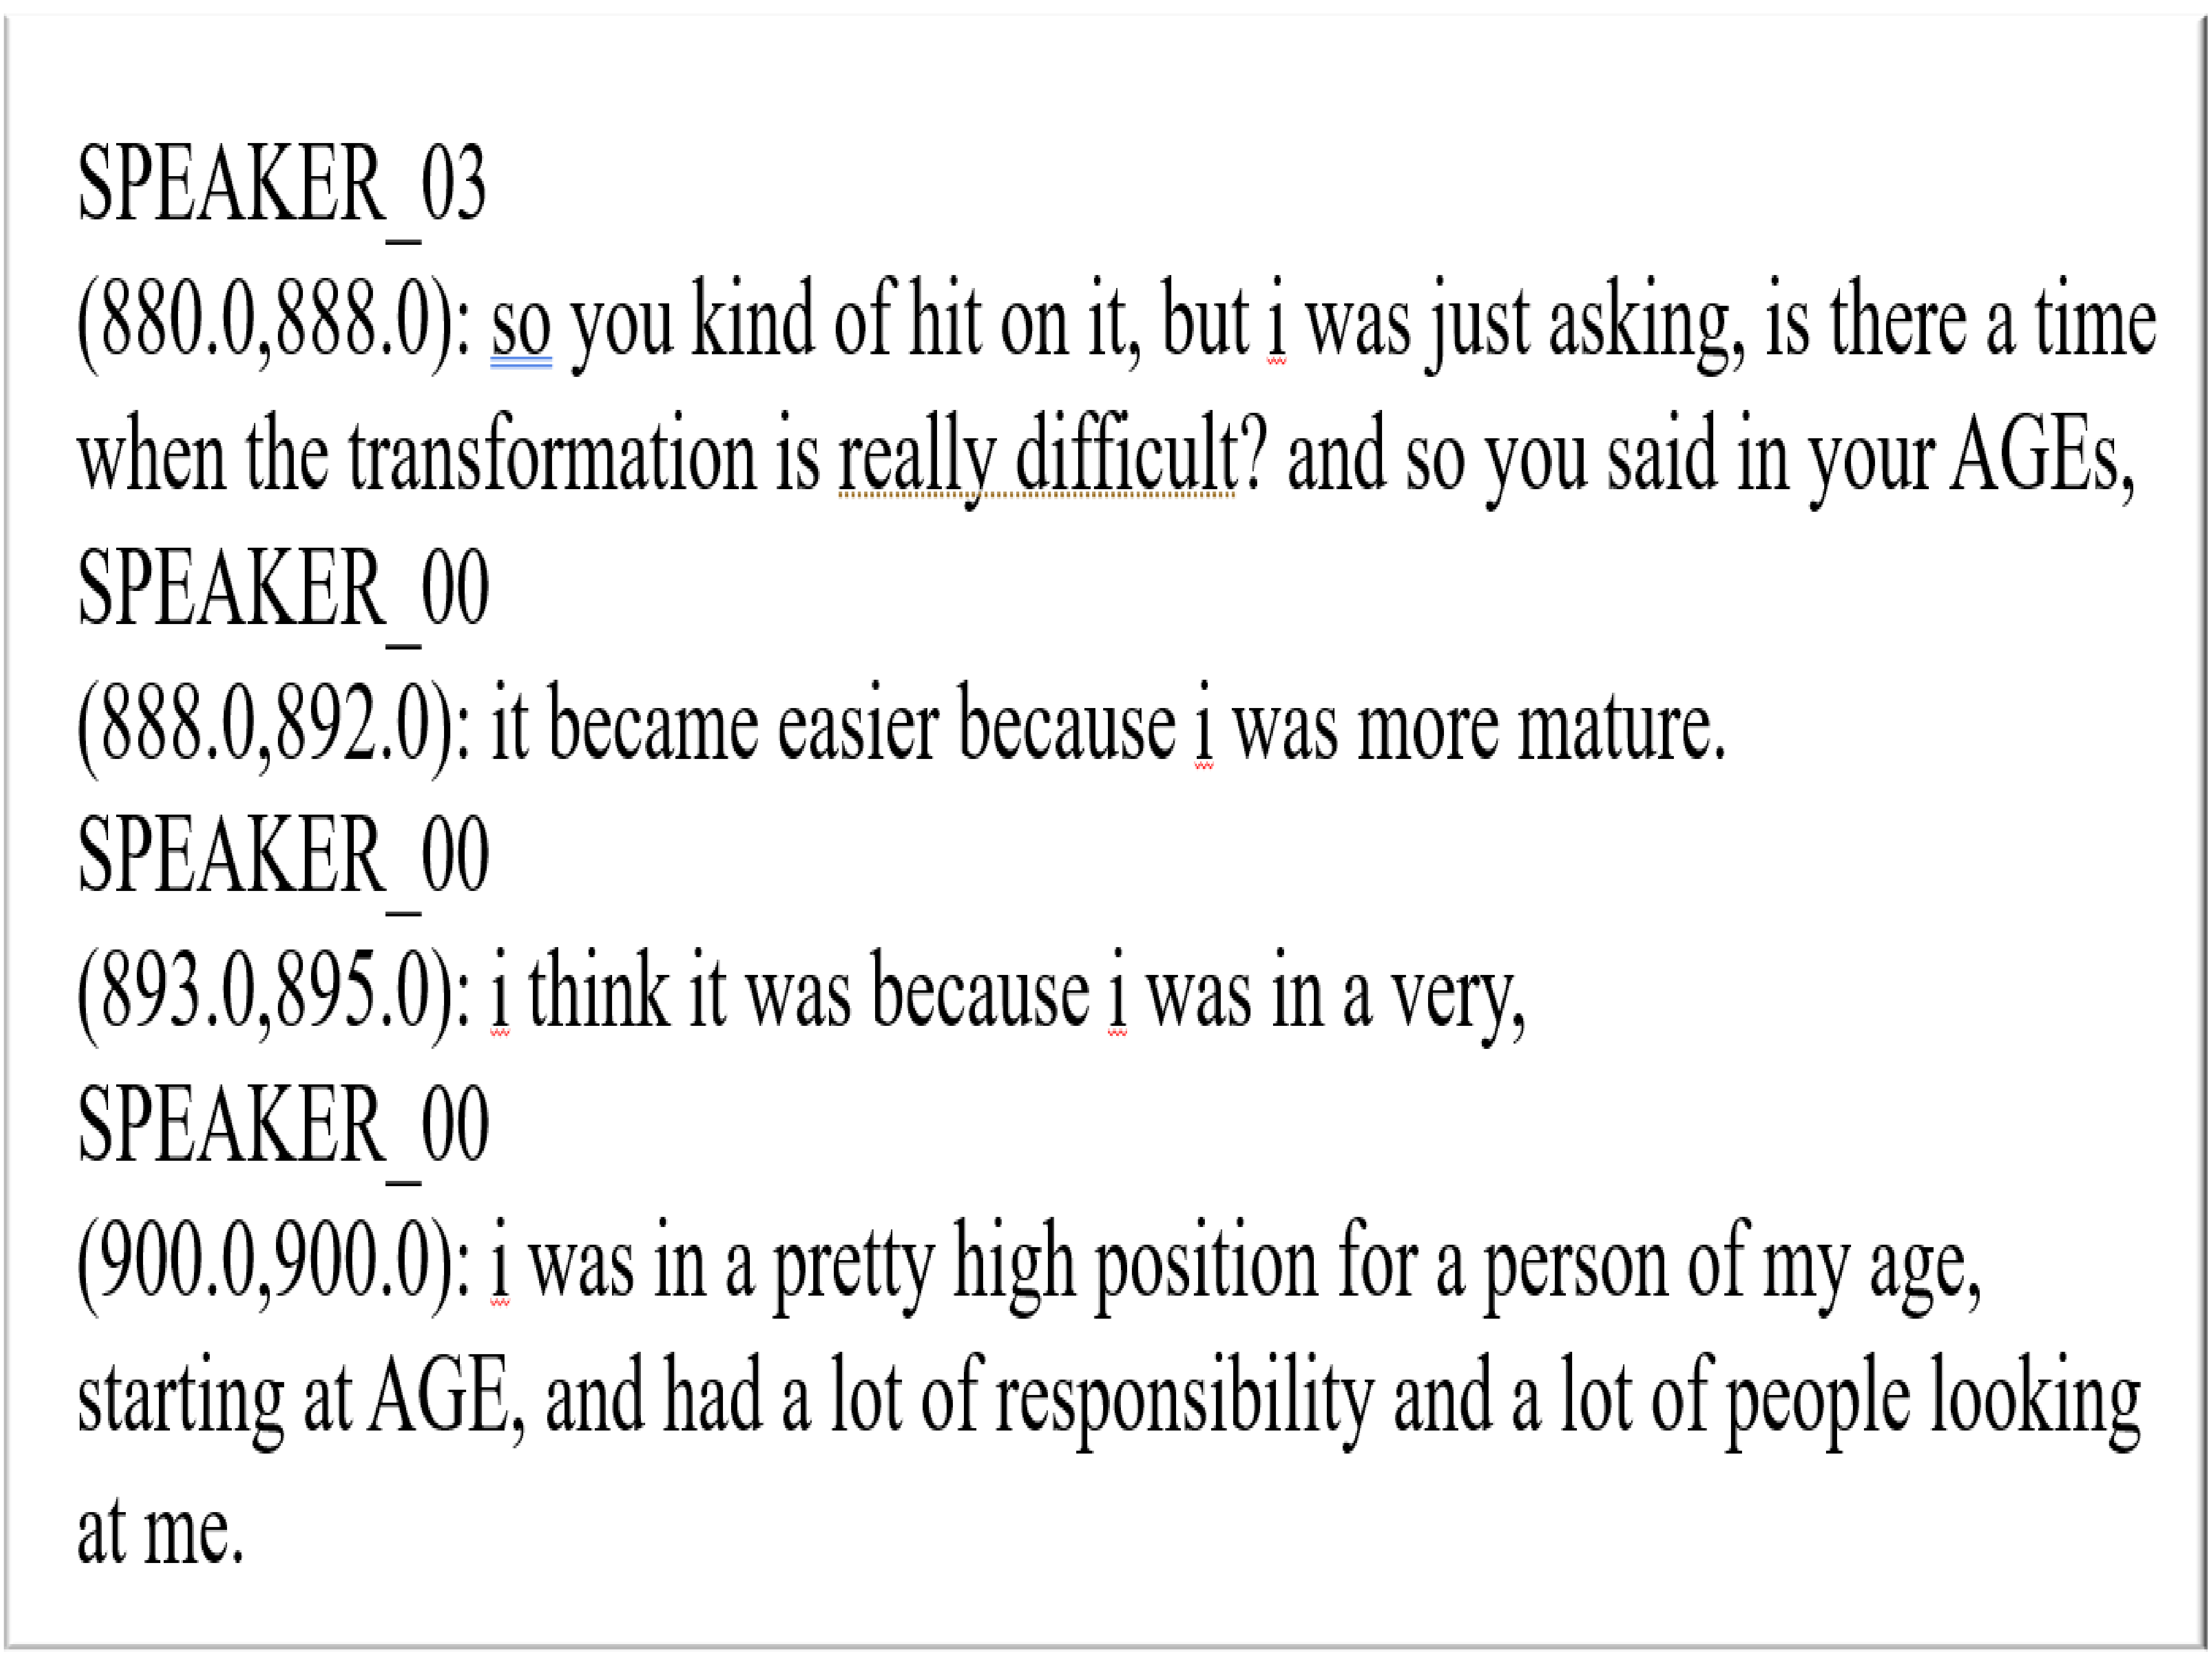 SPEAKER_03
(880.0,888.0): so you kind of hit on it, but i was just asking, is there a time
when the transformation is really difficult? and so you said in your AGEs,
SPEAKER_00
(888.0,892.0): it became easier because i was more mature.
SPEAKER_00
(893.0,895.0): i think it was because i was in a very,
SPEAKER_00
(900.0,900.0): i was in a pretty high position for a person of my age,
starting at AGE, and had a lot of responsibility and a lot of people looking
at me.